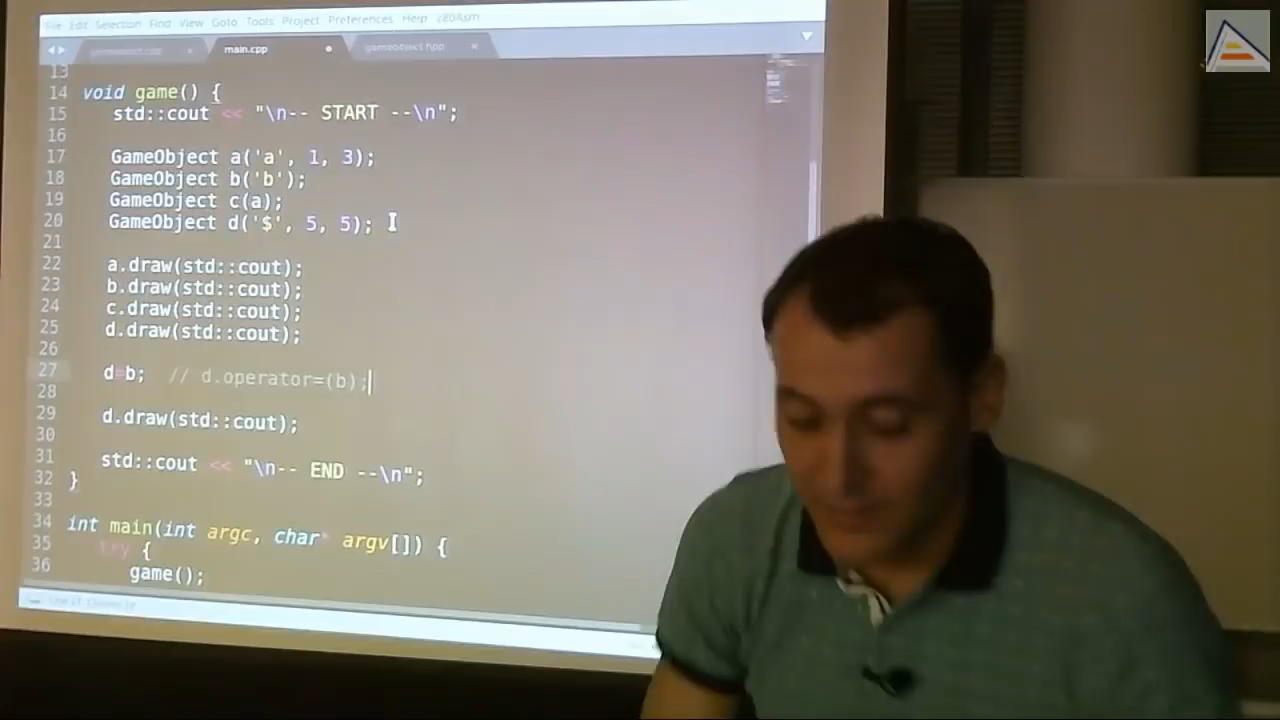 File Edit Selection Find View Goto Tools Project Preferences Help
main.cpp gameobject.hpp
13
14 void game() {
15 std::cout << "\n-- START --\n";
16
17 GameObject a('a', 1, 3);
18 GameObject b('b');
19 GameObject c(a);
20 GameObject d('$', 5, 5);
21
22 a.draw(std::cout);
23 b.draw(std::cout);
24 c.draw(std::cout);
25 d.draw(std::cout);
26
27 d=b; // d.operator=(b);
28
29 d.draw(std::cout);
30
31 std::cout << "\n-- END --\n";
32 }
33
34 int main(int argc, char* argv[]) {
35 try {
36 game();